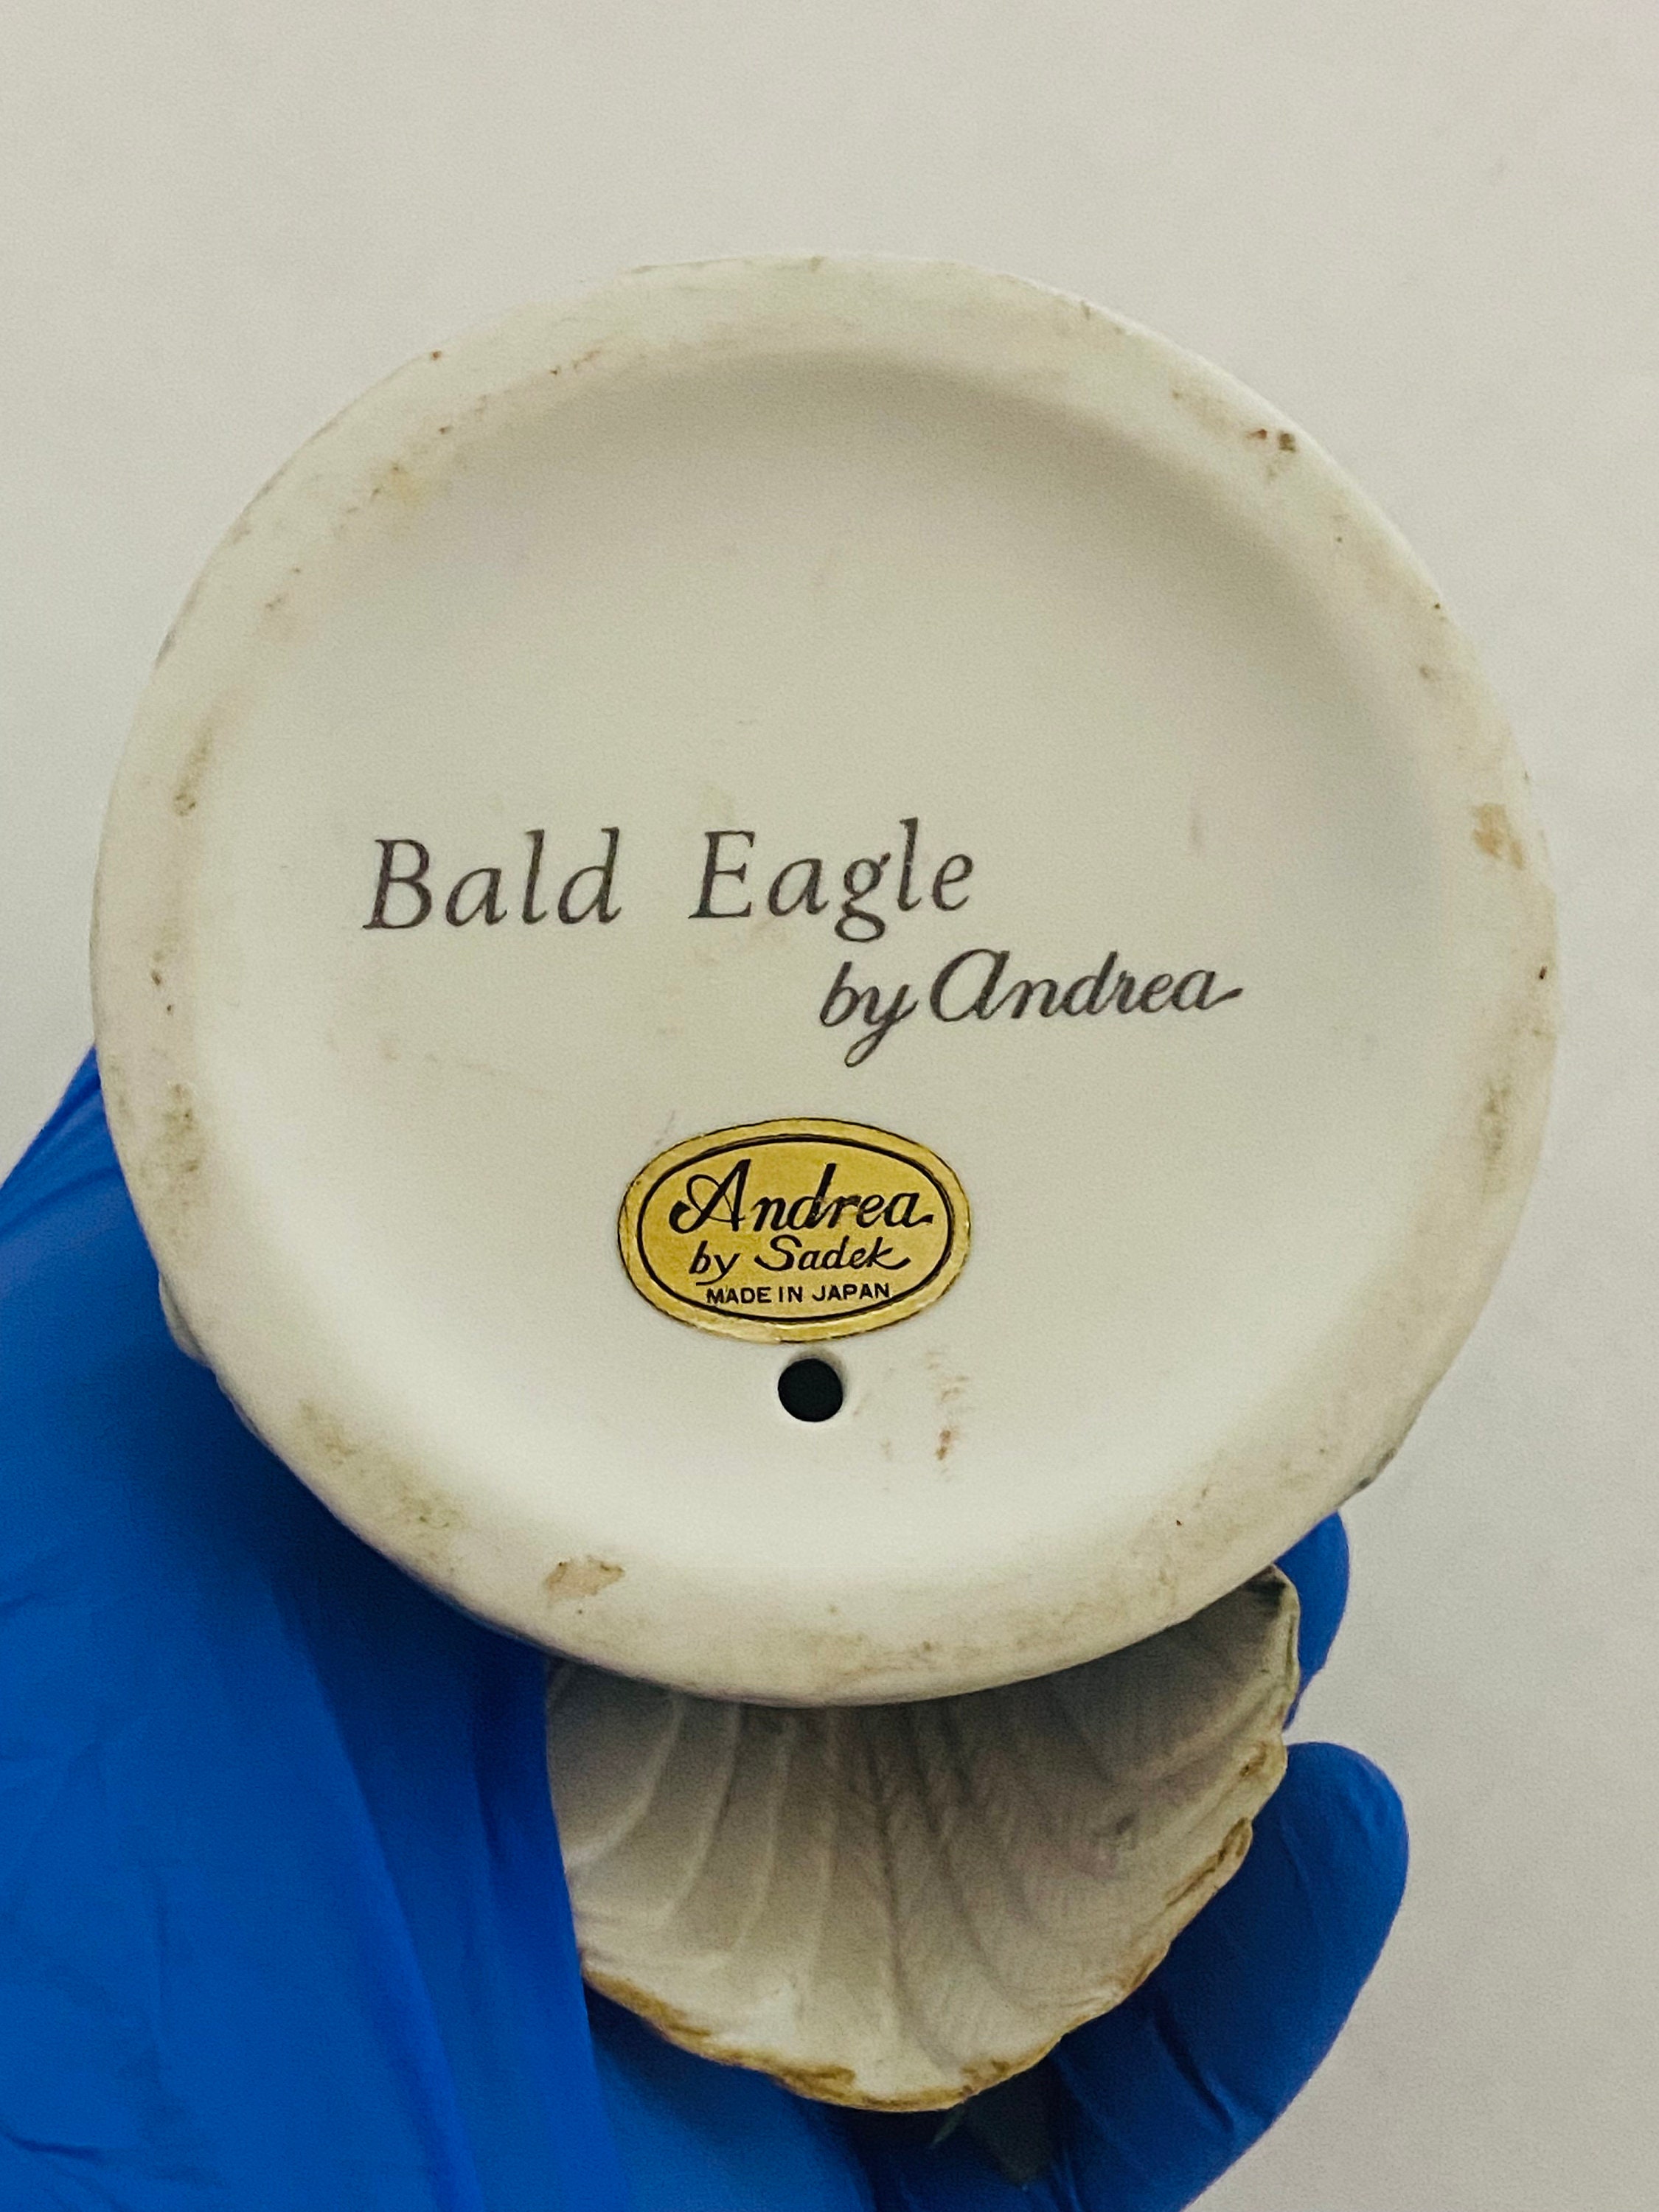 Bald Eagle
by Andrea
Andrea
by Sadek
MADE IN JAPAN